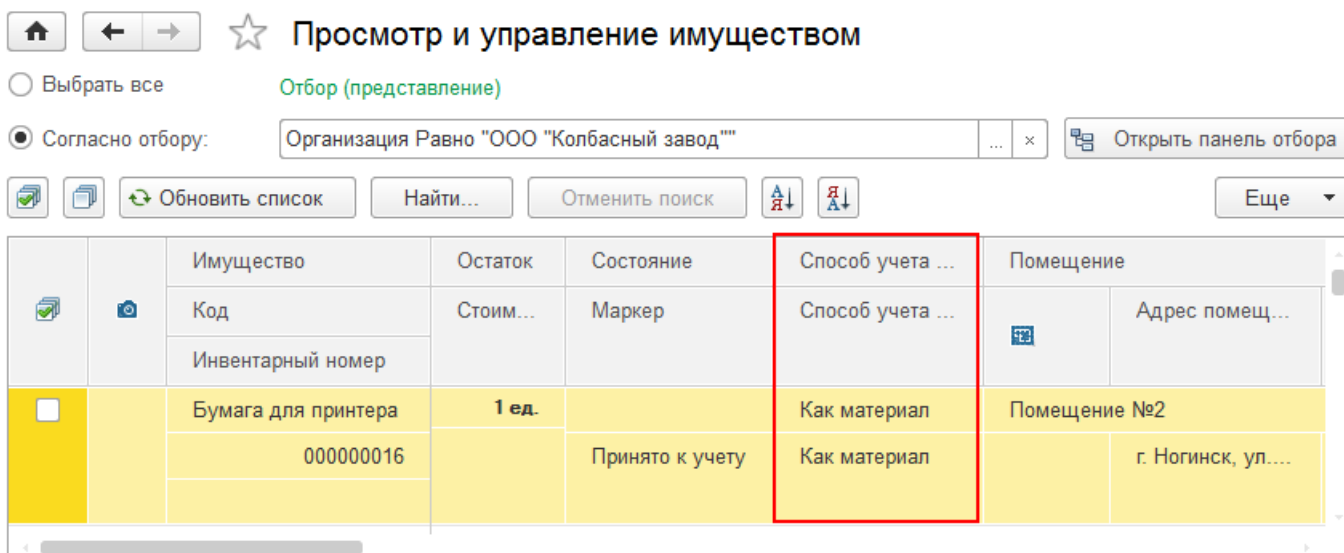 Просмотр и управление имуществом
Выбрать все
Отбор (представление)
Согласно отбору:
Организация Равно "ООО "Колбасный завод""
...
×
Открыть панель отбора
Обновить список
Найти...
Отменить поиск
Еще
Имущество
Остаток
Состояние
Способ учета ...
Помещение
Код
Стоим...
Маркер
Способ учета ...
Адрес помещ...
Инвентарный номер
Бумага для принтера
1 ед.
Как материал
Помещение №2
000000016
Принято к учету
Как материал
г. Ногинск, ул....